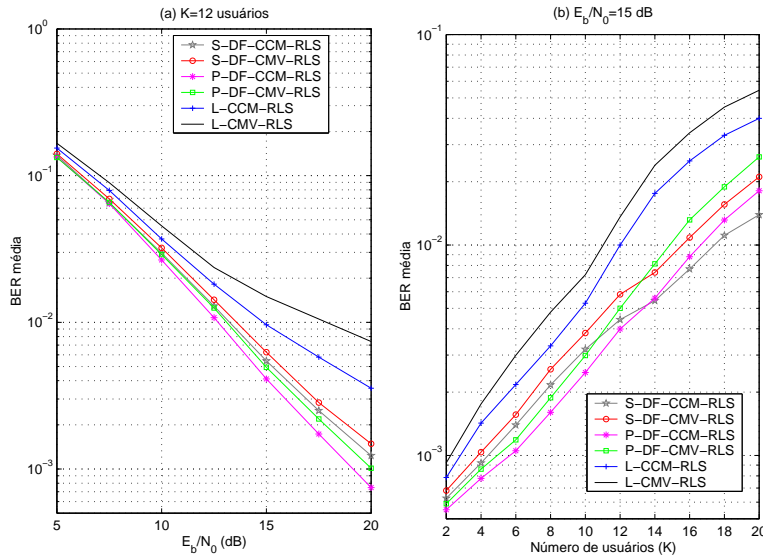 (a) K=12 usuários
10^0
10^-1
10^-2
10^-3
BER média
5
10
15
20
E_b/N_0 (dB)
S-DF-CCM-RLS
S-DF-CMV-RLS
P-DF-CCM-RLS
P-DF-CMV-RLS
L-CCM-RLS
L-CMV-RLS
(b) E_b/N_0=15 dB
10^-1
10^-2
10^-3
BER média
2
4
6
8
10
12
14
16
18
20
Número de usuários (K)
S-DF-CCM-RLS
S-DF-CMV-RLS
P-DF-CCM-RLS
P-DF-CMV-RLS
L-CCM-RLS
L-CMV-RLS